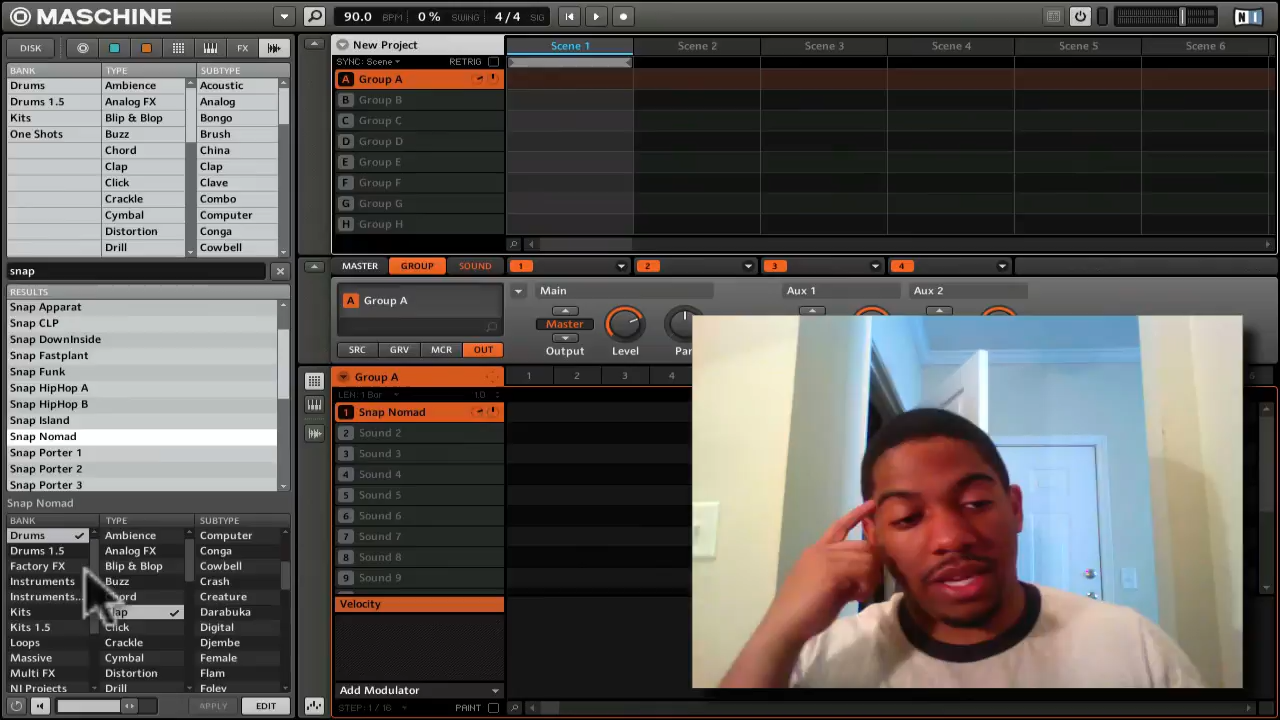 MASCHINE
90.0 BPM 0% SWING 4/4 SIG
DISK FX
BANK TYPE SUBTYPE
Drums Ambience Acoustic
Drums 1.5 Analog FX Analog
Kits Blip & Blop Bongo
One Shots Buzz Brush
Chord China
Clap Clap
Click Clave
Crackle Combo
Cymbal Computer
Distortion Conga
Drill Cowbell
snap
RESULTS
Snap Apparat
Snap CLP
Snap DownInside
Snap Fastplant
Snap Funk
Snap HipHop A
Snap HipHop B
Snap Island
Snap Nomad
Snap Porter 1
Snap Porter 2
Snap Porter 3
Snap Nomad
BANK TYPE SUBTYPE
Drums Ambience Computer
Drums 1.5 Analog FX Conga
Factory FX Blip & Blop Cowbell
Instruments Buzz Crash
Instruments... Creature
Kits Darabuka
Kits 1.5 Click Digital
Loops Crackle Djembe
Massive Cymbal Female
Multi FX Distortion Flam
NI Projects Drill Foley
APPLY EDIT
New Project
SYNC: Scene RETRIG
A Group A
B Group B
C Group C
D Group D
E Group E
F Group F
G Group G
H Group H
Scene 1 Scene 2 Scene 3 Scene 4 Scene 5 Scene 6
MASTER GROUP SOUND 1 2 3 4
A Group A
SRC GRV MCR OUT
Main Aux 1 Aux 2
Master
Output Level Pan
Group A 1 2 3 4
LEN: 1 Bar 1.0
1 Snap Nomad
2 Sound 2
3 Sound 3
4 Sound 4
5 Sound 5
6 Sound 6
7 Sound 7
8 Sound 8
9 Sound 9
Velocity
Add Modulator
STEP: 1 / 16 PAINT